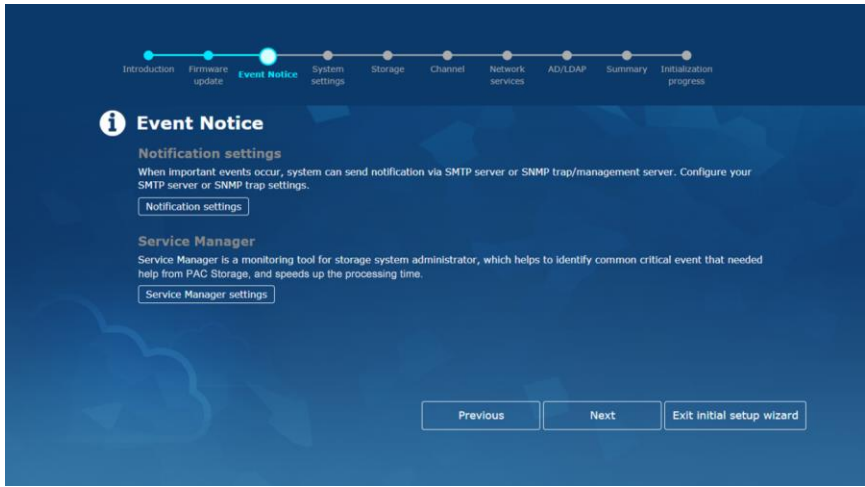 Introduction
Firmware
update
Event Notice
System
settings
Storage
Channel
Network
services
AD/LDAP
Summary
Initialization
progress
Event Notice
Notification settings
When important events occur, system can send notification via SMTP server or SNMP trap/management server. Configure your
SMTP server or SNMP trap settings.
Notification settings
Service Manager
Service Manager is a monitoring tool for storage system administrator, which helps to identify common critical event that needed
help from PAC Storage, and speeds up the processing time.
Service Manager settings
Previous
Next
Exit initial setup wizard